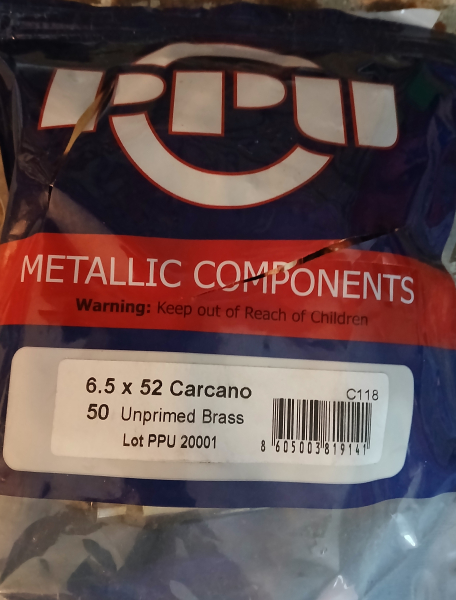 PPU
METALLIC COMPONENTS
Warning: Keep out of Reach of Children
6.5 x 52 Carcano
C118
50 Unprimed Brass
Lot PPU 20001
8 605003 819141